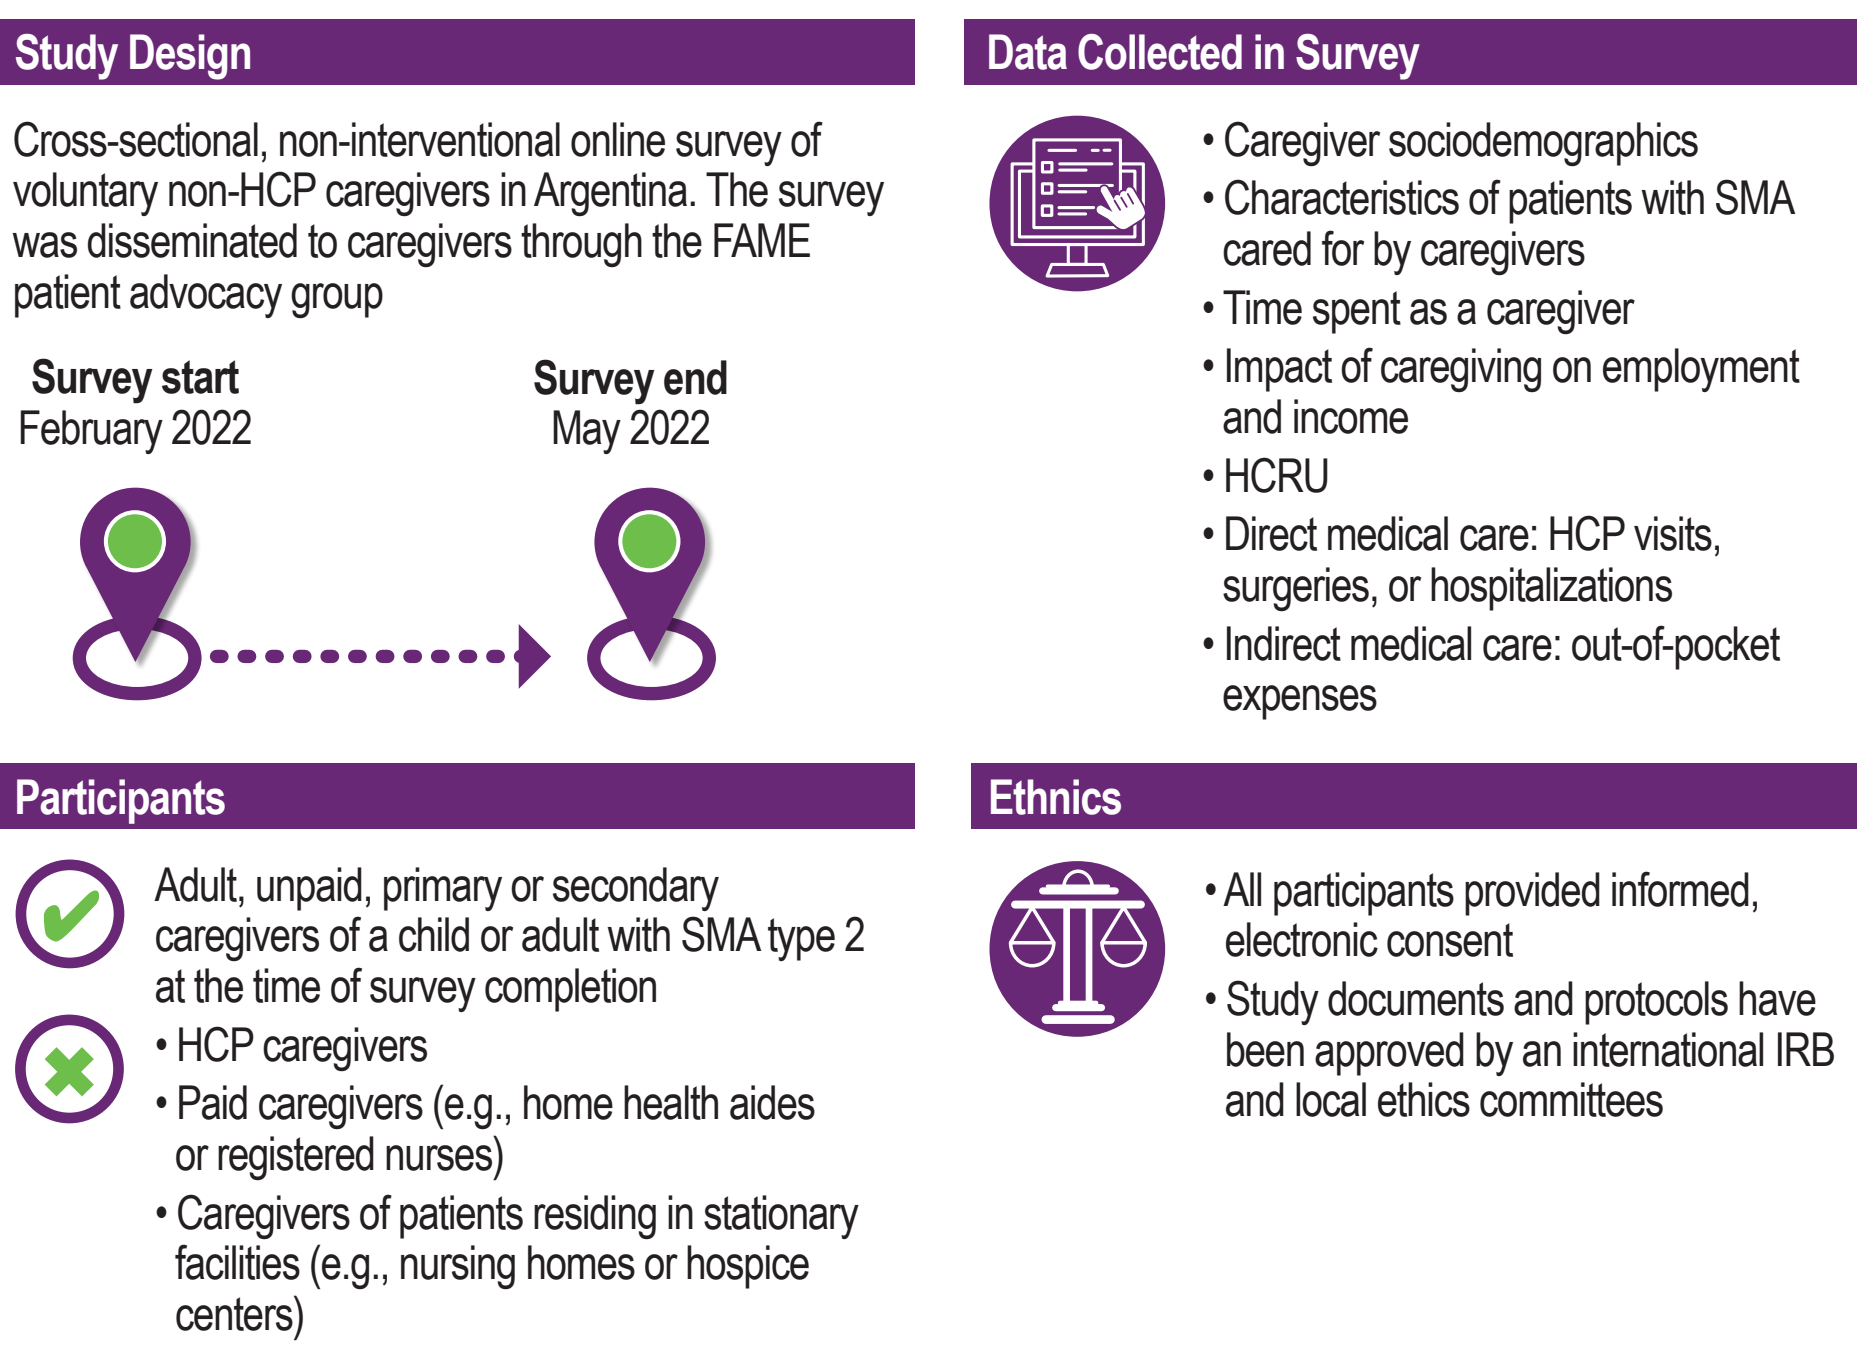 Study Design
Cross-sectional, non-interventional online survey of
voluntary non-HCP caregivers in Argentina. The survey
was disseminated to caregivers through the FAME
patient advocacy group
Survey start
February 2022
Survey end
May 2022
Data Collected in Survey
• Caregiver sociodemographics
• Characteristics of patients with SMA
cared for by caregivers
• Time spent as a caregiver
• Impact of caregiving on employment
and income
• HCRU
• Direct medical care: HCP visits,
surgeries, or hospitalizations
• Indirect medical care: out-of-pocket
expenses
Participants
Adult, unpaid, primary or secondary
caregivers of a child or adult with SMA type 2
at the time of survey completion
• HCP caregivers
• Paid caregivers (e.g., home health aides
or registered nurses)
• Caregivers of patients residing in stationary
facilities (e.g., nursing homes or hospice
centers)
Ethnics
• All participants provided informed,
electronic consent
• Study documents and protocols have
been approved by an international IRB
and local ethics committees